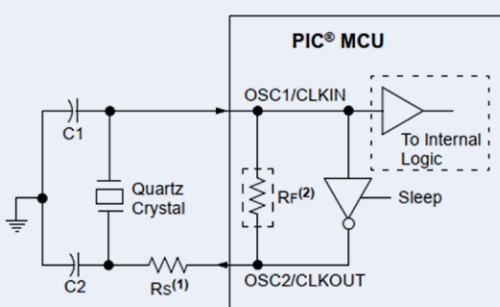 PIC® MCU
OSC1/CLKIN
C1
To Internal
Logic
Quartz
Crystal
RF(2)
Sleep
C2
RS(1)
OSC2/CLKOUT